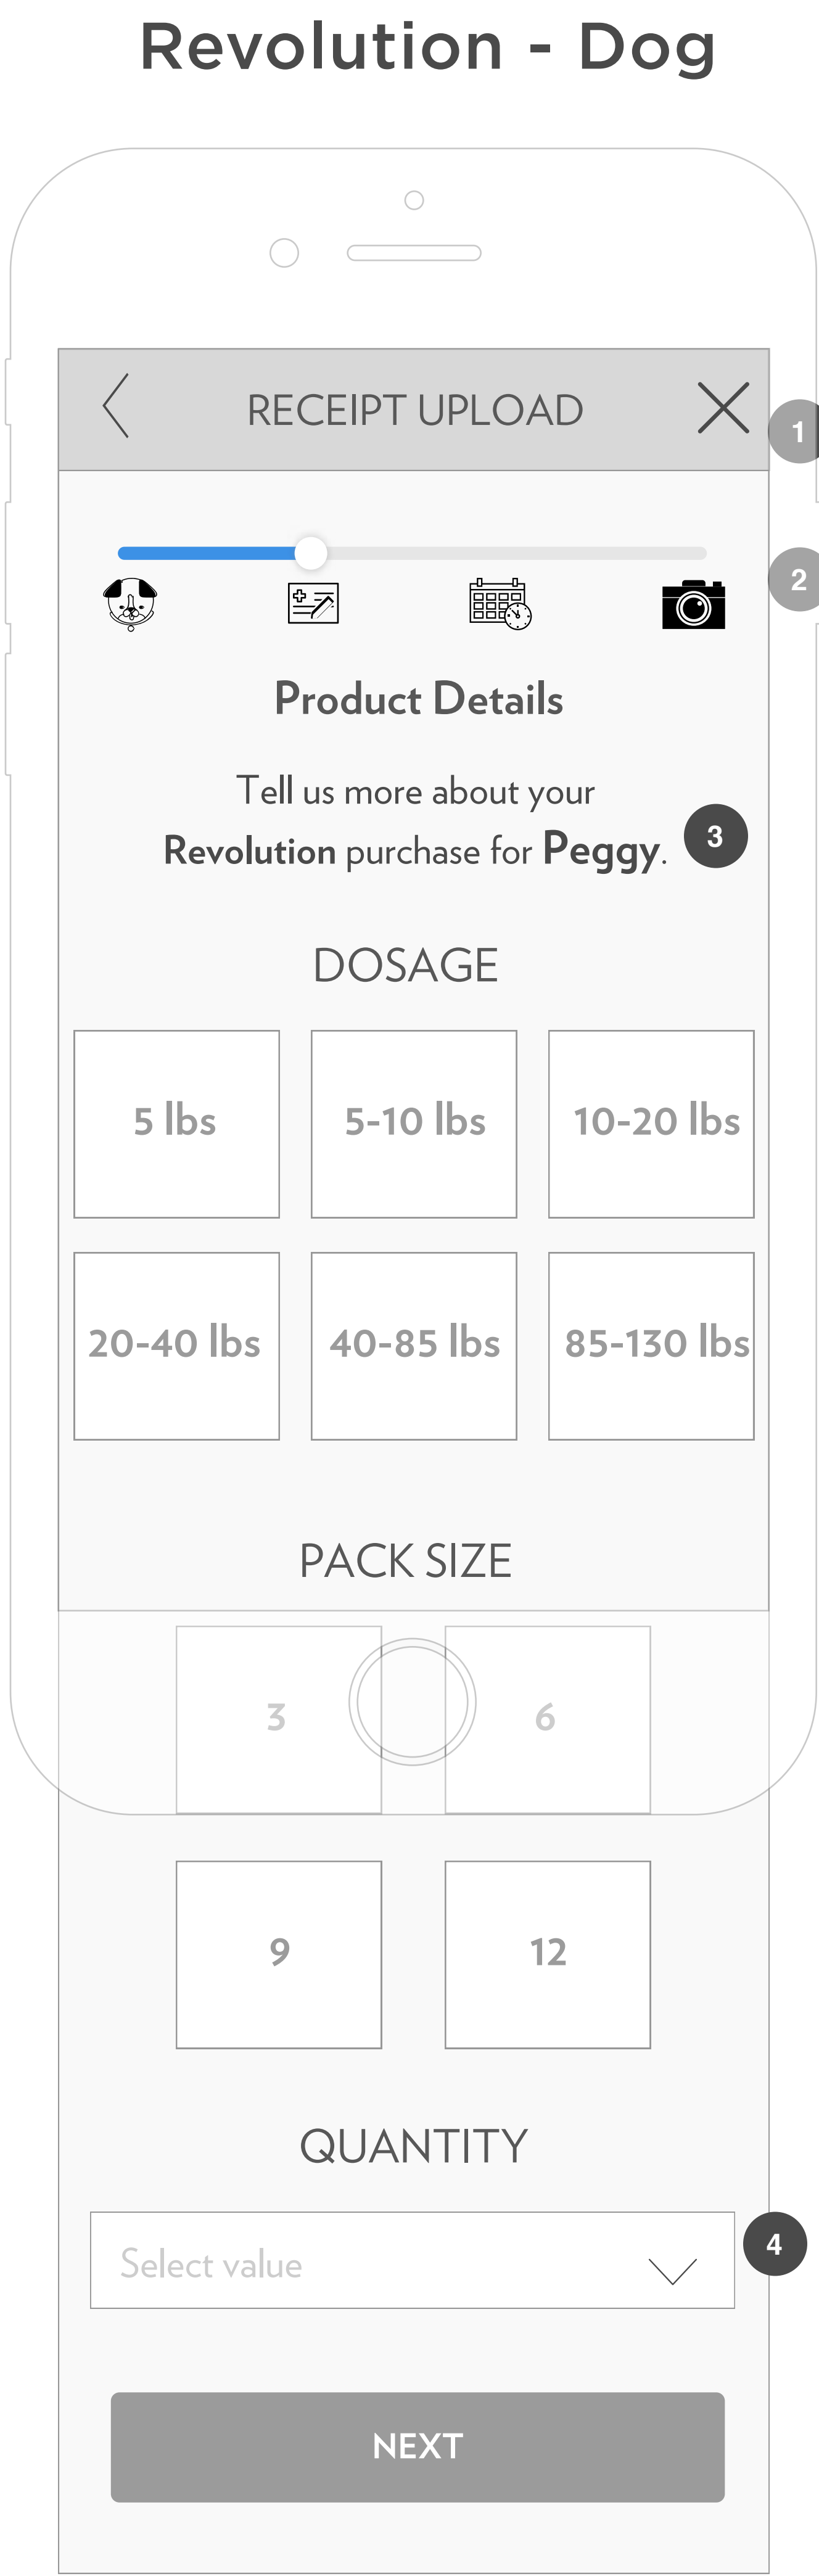 Revolution - Dog
RECEIPT UPLOAD
1
2
Product Details
Tell us more about your
Revolution purchase for Peggy.
3
DOSAGE
5 lbs
5-10 lbs
10-20 lbs
20-40 lbs
40-85 lbs
85-130 lbs
PACK SIZE
3
6
9
12
QUANTITY
Select value
4
NEXT